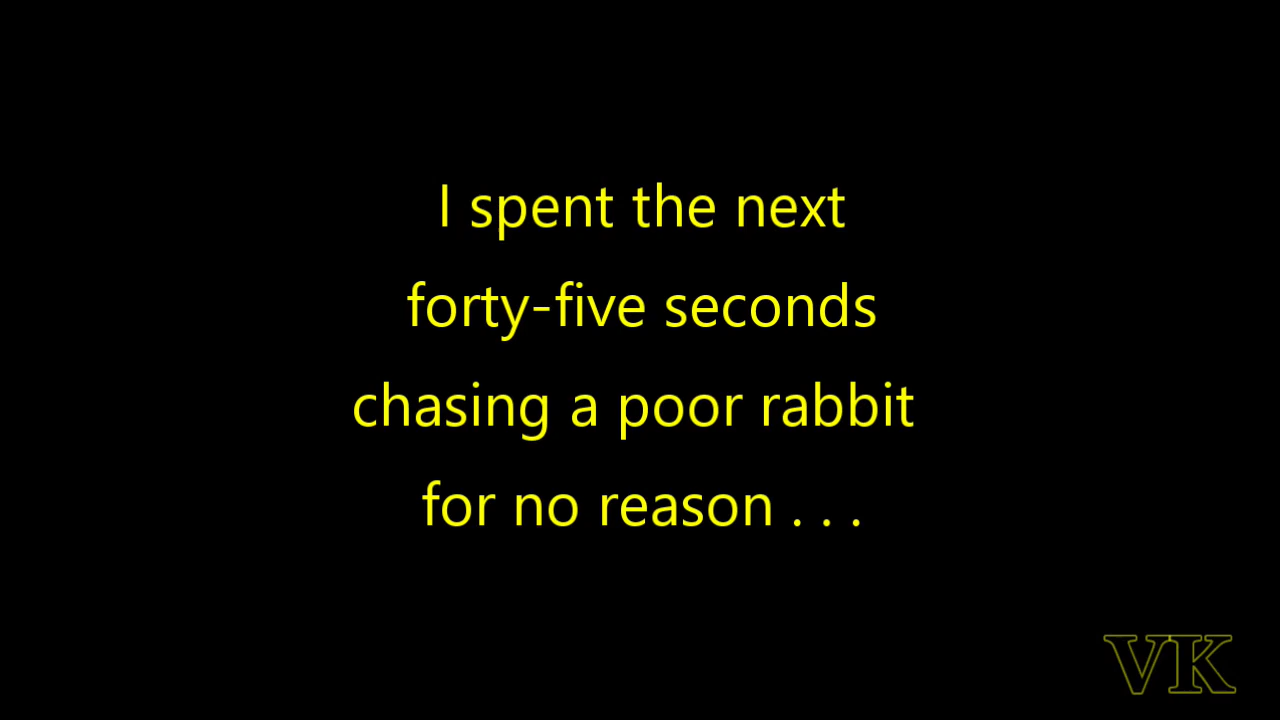 I spent the next
forty-five seconds
chasing a poor rabbit
for no reason . . .
VK